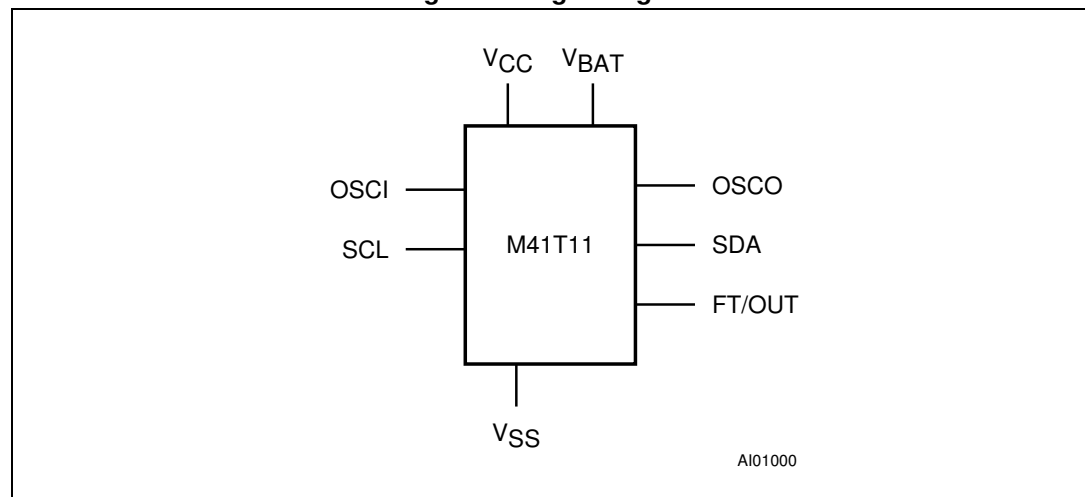 VCC VBAT
OSCI
OSCO
SCL
M41T11
SDA
FT/OUT
VSS
AI01000